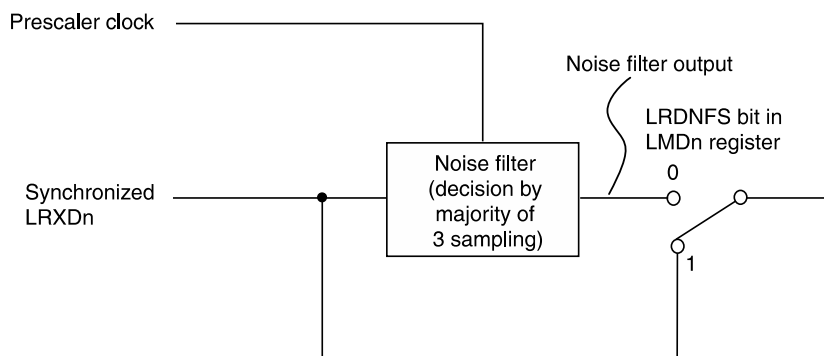 Prescaler clock
Noise filter output
LRDNFS bit in
LMDn register
0
Synchronized
LRXDn
Noise filter
(decision by
majority of
3 sampling)
1